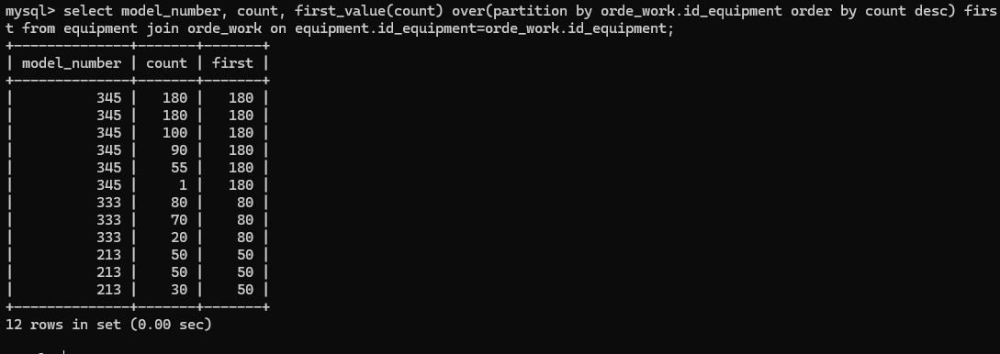 mysql> select model_number, count, first_value(count) over(partition by orde_work.id_equipment order by count desc) firs
t from equipment join orde_work on equipment.id_equipment=orde_work.id_equipment;
+--------------+-------+-------+
| model_number | count | first |
+--------------+-------+-------+
|          345 |   180 |   180 |
|          345 |   180 |   180 |
|          345 |   100 |   180 |
|          345 |    90 |   180 |
|          345 |    55 |   180 |
|          345 |     1 |   180 |
|          333 |    80 |    80 |
|          333 |    70 |    80 |
|          333 |    20 |    80 |
|          213 |    50 |    50 |
|          213 |    50 |    50 |
|          213 |    30 |    50 |
+--------------+-------+-------+
12 rows in set (0.00 sec)